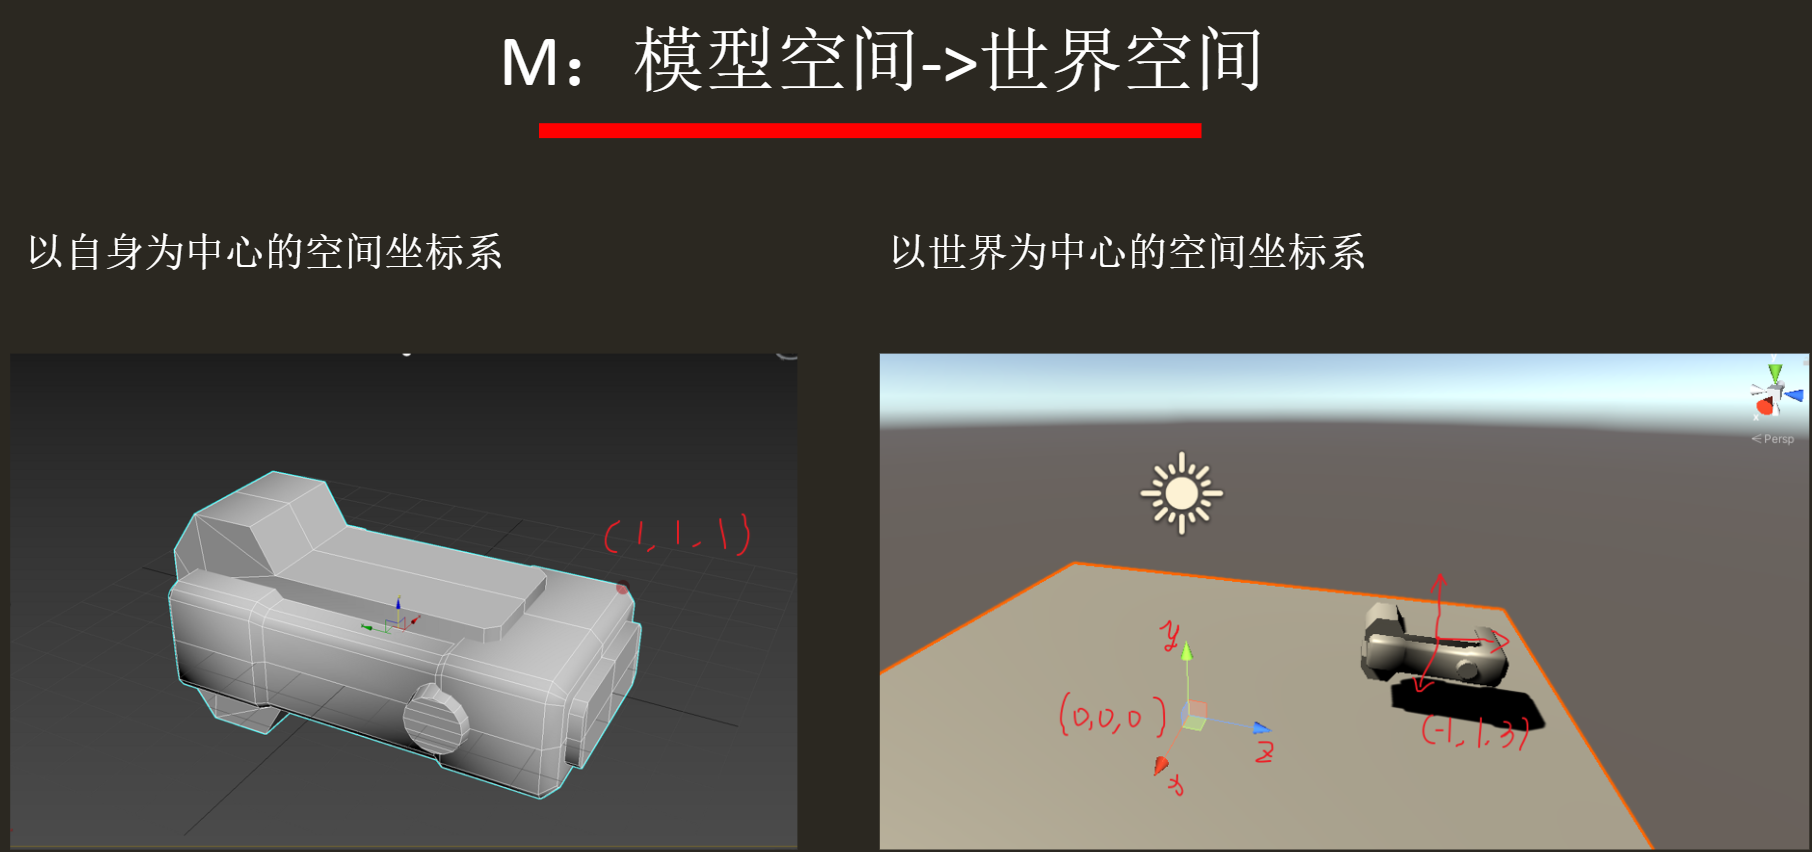 M：模型空间->世界空间
以自身为中心的空间坐标系
以世界为中心的空间坐标系
(1,1,1)
y
x
<Persp
y
(0,0,0)
z
x
(-1,1.3)